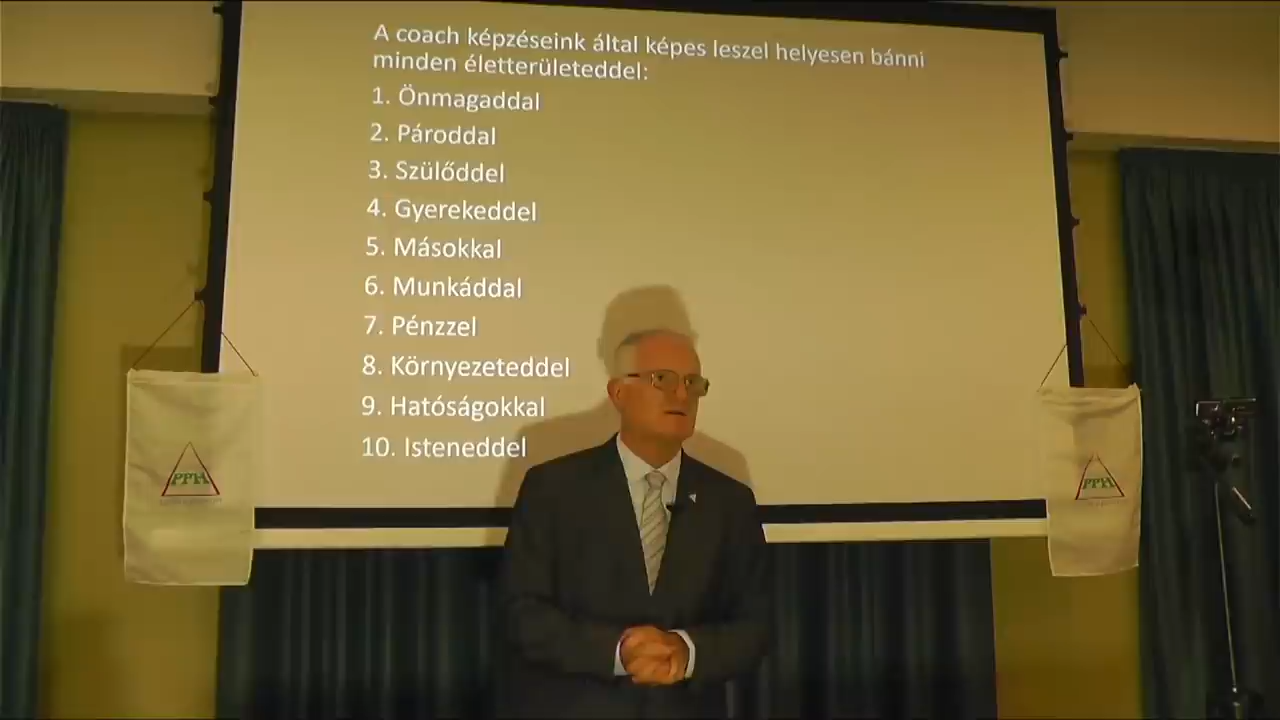 A coach képzéseink által képes leszel helyesen bánni
minden életterületeddel:
1. Önmagaddal
2. Pároddal
3. Szülőddel
4. Gyerekeddel
5. Másokkal
6. Munkáddal
7. Pénzzel
8. Környezeteddel
9. Hatóságokkal
10. Isteneddel
PPH
PPH